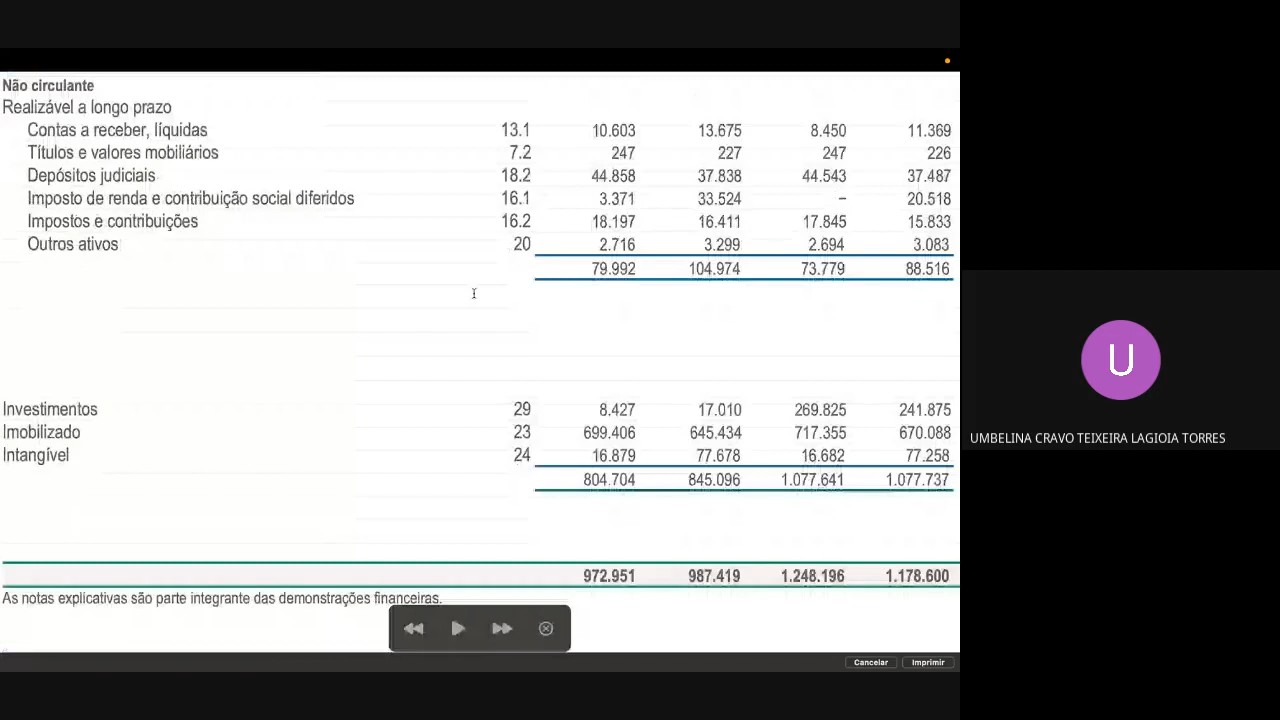 Não circulante
Realizável a longo prazo
Contas a receber, líquidas 13.1 10.603 13.675 8.450 11.369
Títulos e valores mobiliários 7.2 247 227 247 226
Depósitos judiciais 18.2 44.858 37.838 44.543 37.487
Imposto de renda e contribuição social diferidos 16.1 3.371 33.524 – 20.518
Impostos e contribuições 16.2 18.197 16.411 17.845 15.833
Outros ativos 20 2.716 3.299 2.694 3.083
79.992 104.974 73.779 88.516
Investimentos 29 8.427 17.010 269.825 241.875
Imobilizado 23 699.406 645.434 717.355 670.088
Intangível 24 16.879 77.678 16.682 77.258
804.704 845.096 1.077.641 1.077.737
972.951 987.419 1.248.196 1.178.600
As notas explicativas são parte integrante das demonstrações financeiras.
Cancelar Imprimir
U
UMBELINA CRAVO TEIXEIRA LAGIOIA TORRES